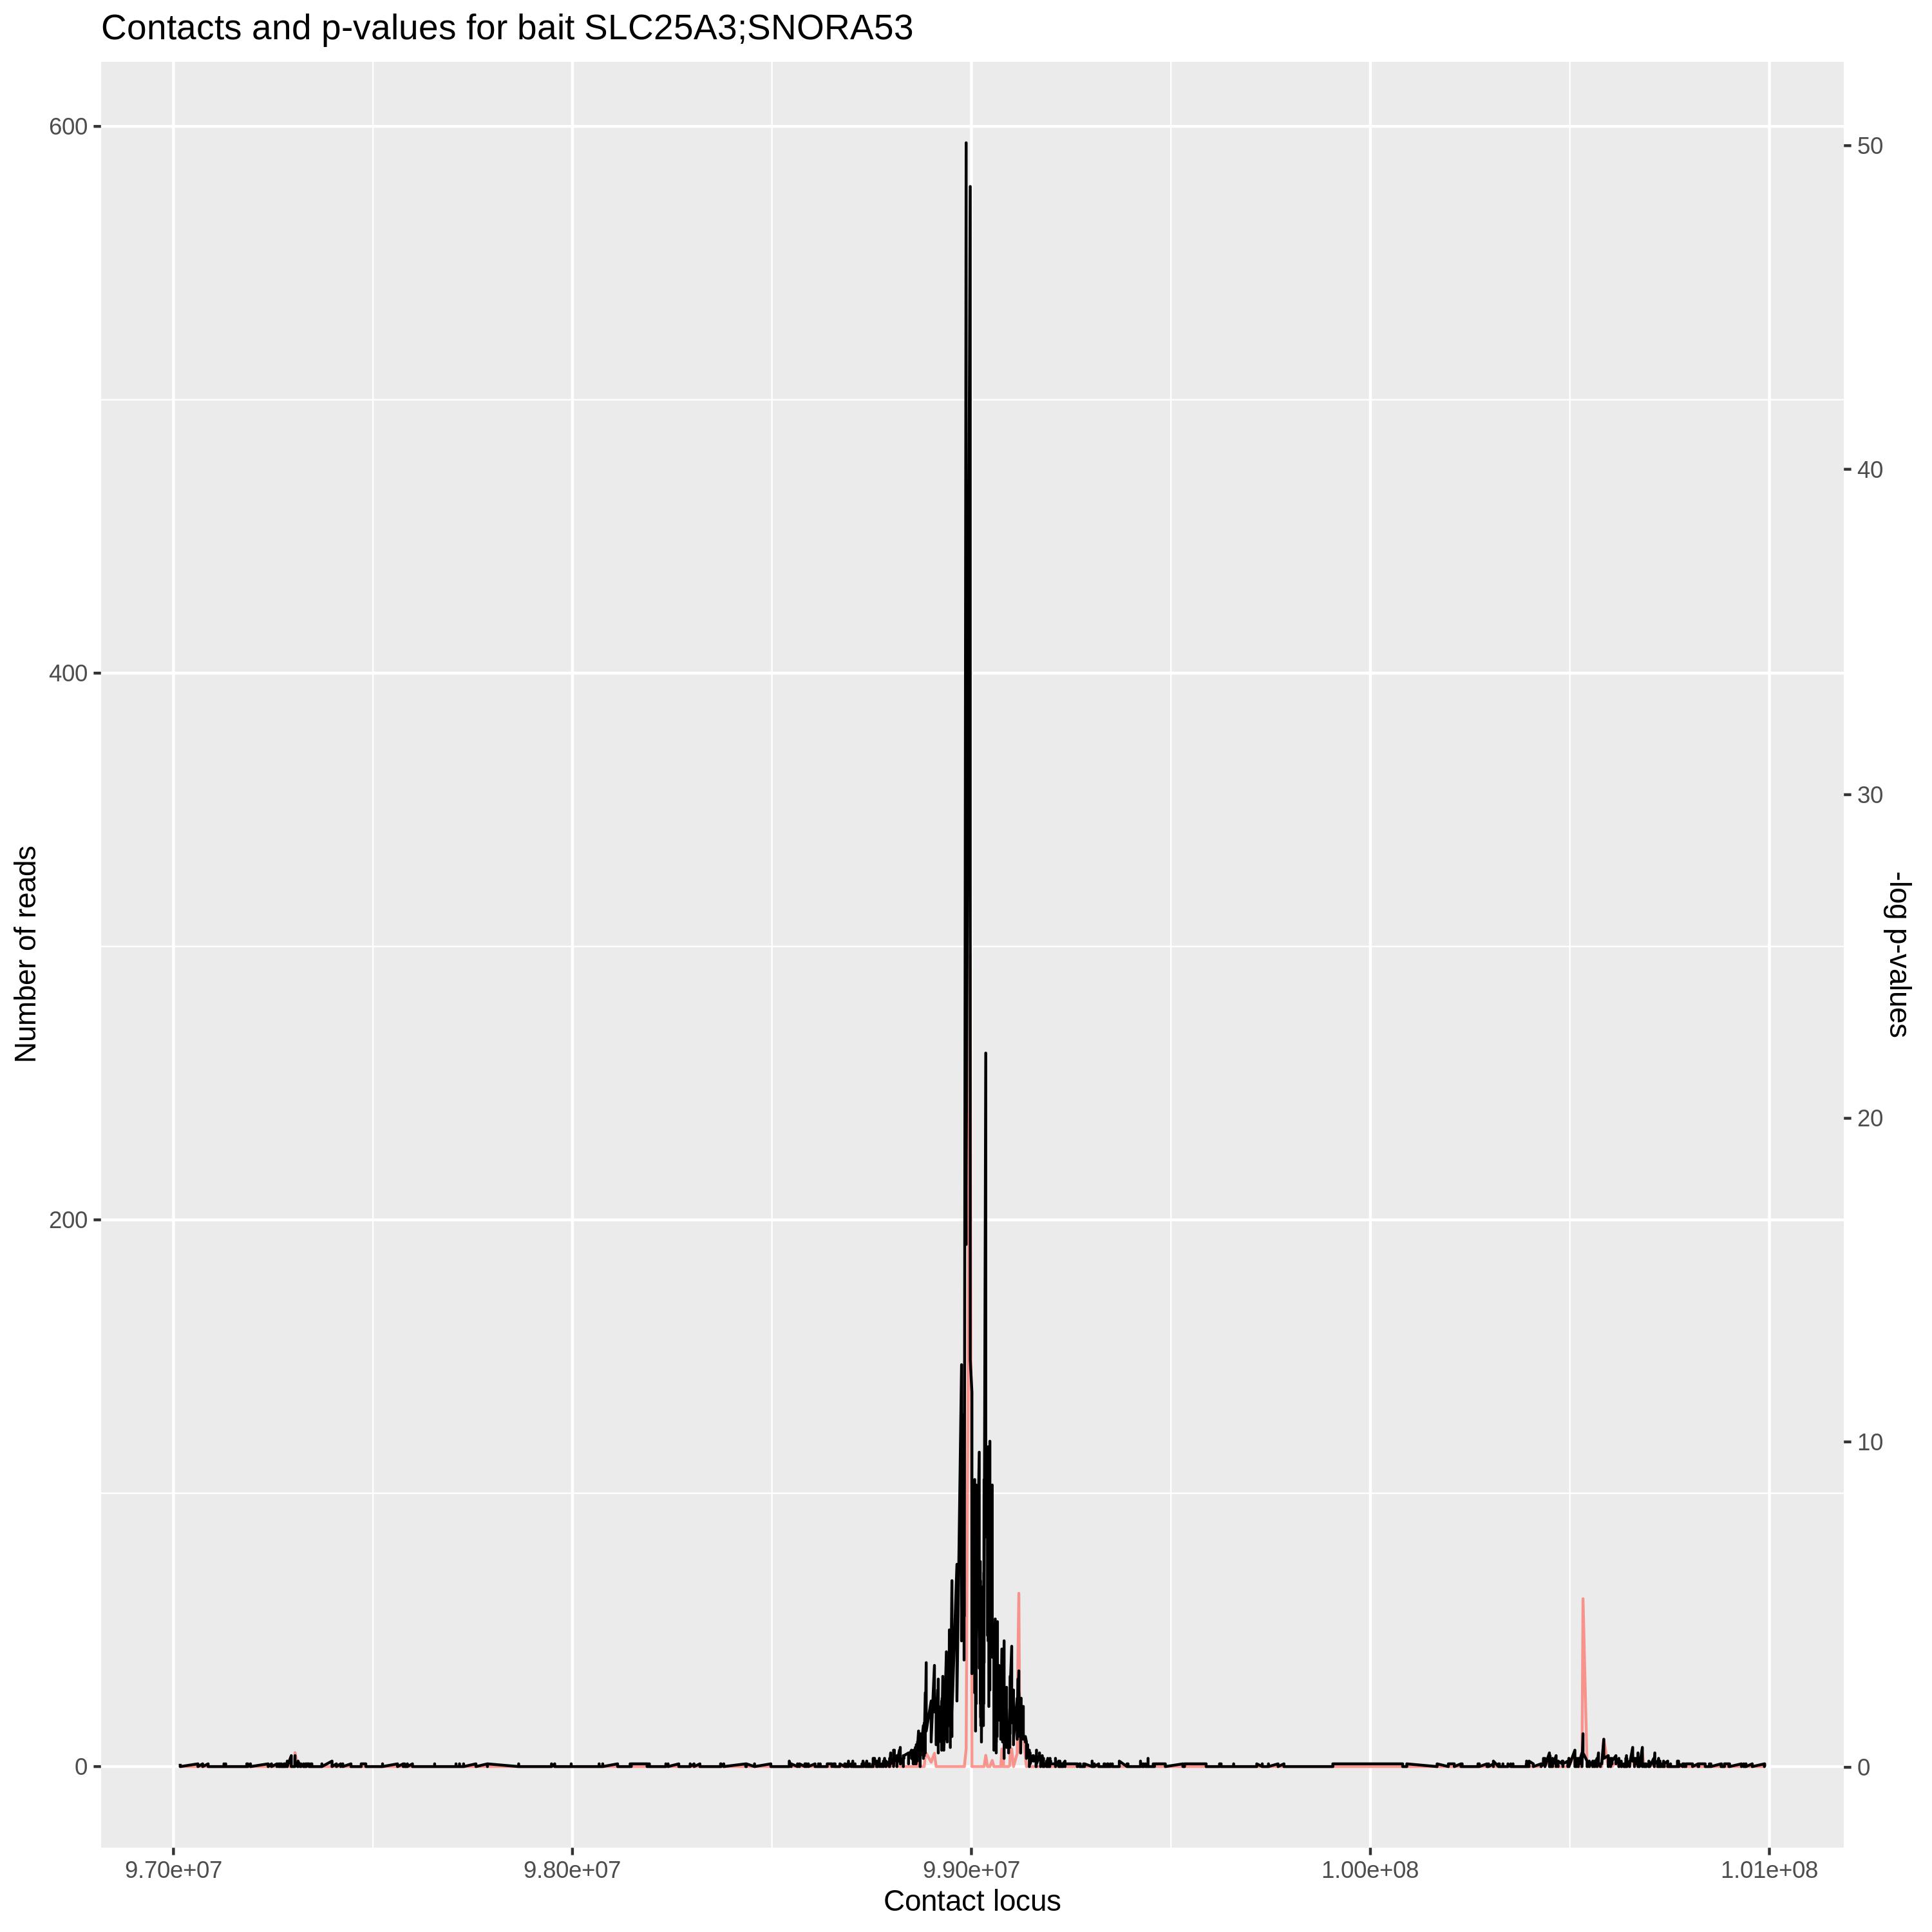 Contacts and p-values for bait SLC25A3;SNORA53
600
400
200
0
Number of reads
50
40
30
20
10
0
-log p-values
9.70e+07
9.80e+07
9.90e+07
1.00e+08
1.01e+08
Contact locus